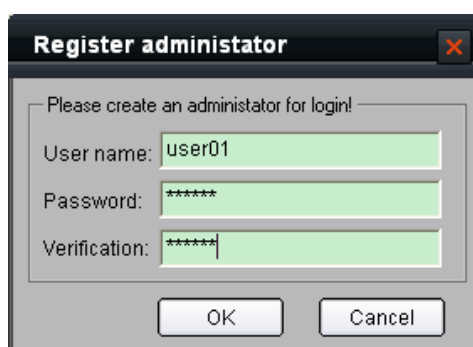 Register administator
Please create an administator for login!
User name: user01
Password: ******
Verification: ******
OK Cancel